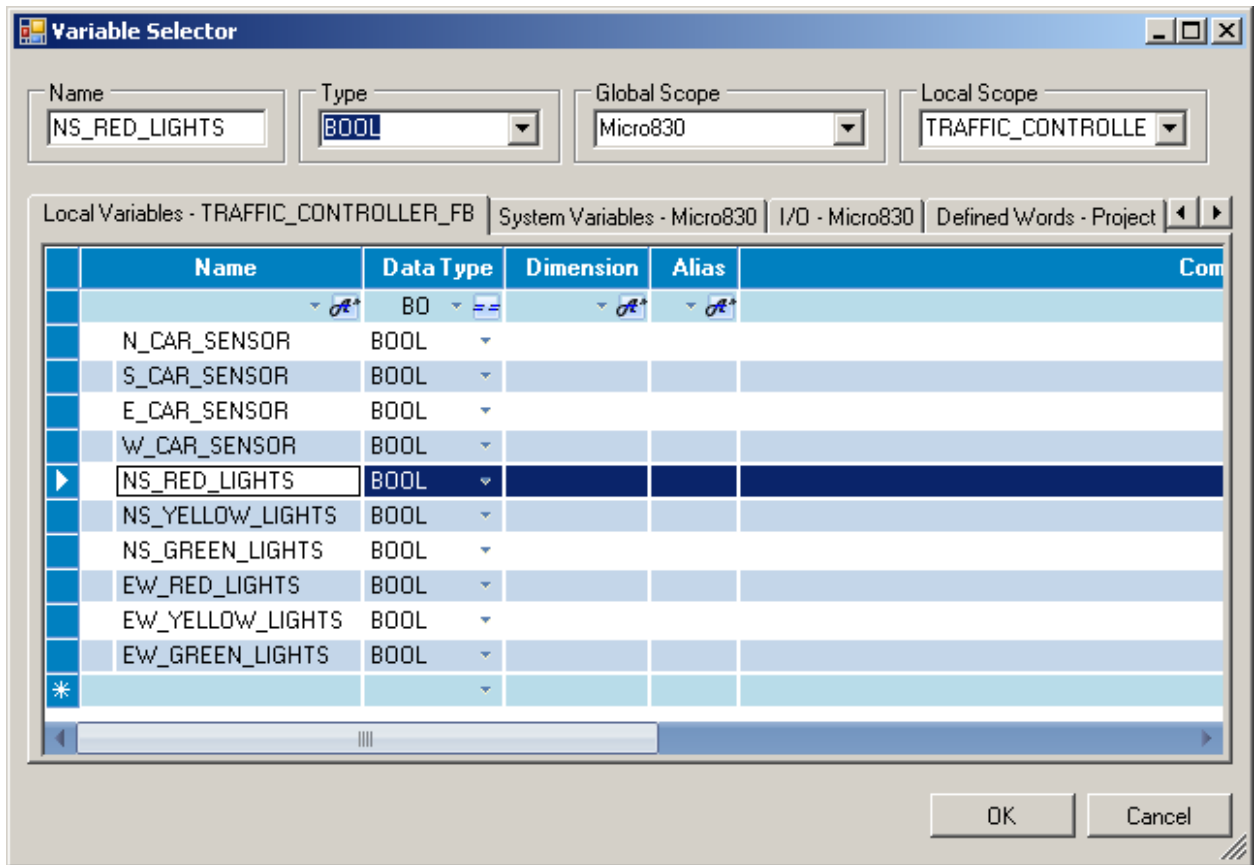 Variable Selector
Name Type Global Scope Local Scope
NS_RED_LIGHTS BOOL Micro830 TRAFFIC_CONTROLLE
Local Variables - TRAFFIC_CONTROLLER_FB System Variables - Micro830 I/O - Micro830 Defined Words - Project
Name Data Type Dimension Alias Com
A+ BO == A+ A+
N_CAR_SENSOR BOOL
S_CAR_SENSOR BOOL
E_CAR_SENSOR BOOL
W_CAR_SENSOR BOOL
NS_RED_LIGHTS BOOL
NS_YELLOW_LIGHTS BOOL
NS_GREEN_LIGHTS BOOL
EW_RED_LIGHTS BOOL
EW_YELLOW_LIGHTS BOOL
EW_GREEN_LIGHTS BOOL
OK Cancel